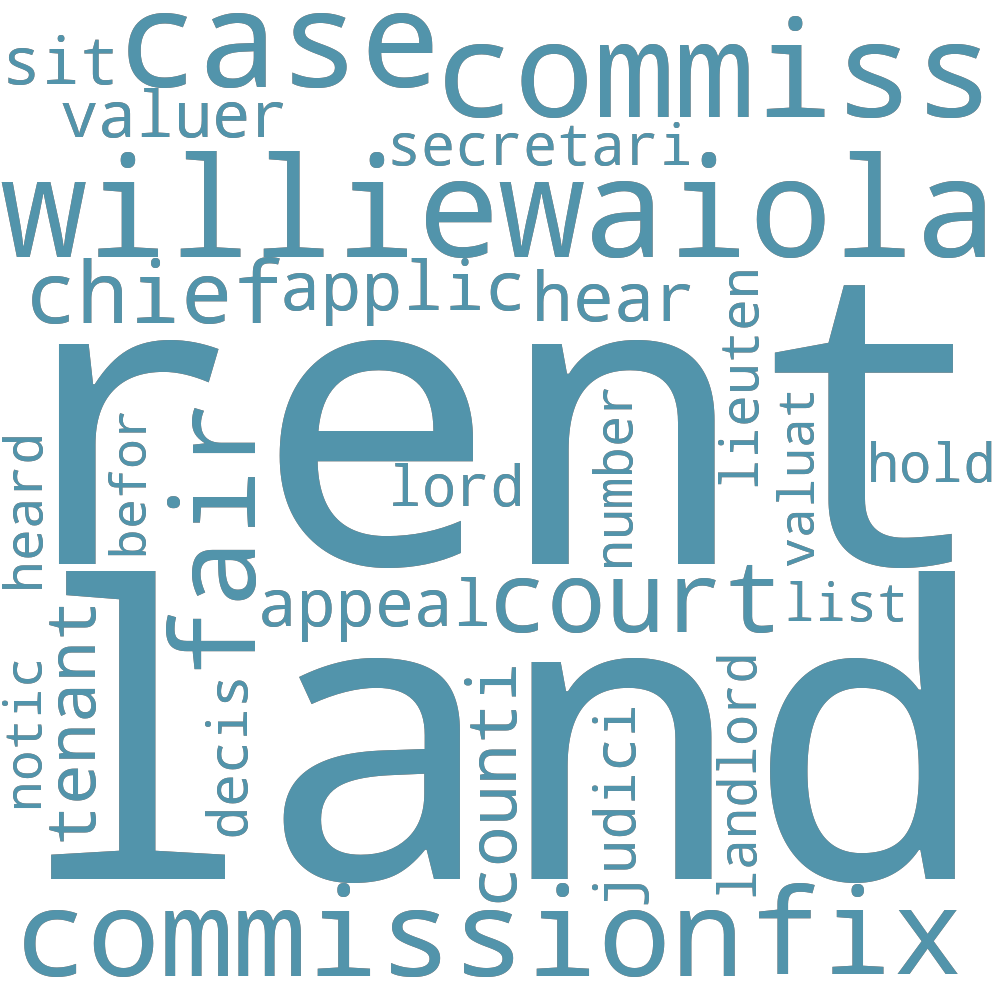 sit case commiss
valuer secretari
williewaiola
chief applic hear
rent
lieuten
fair
heard befor lord number valuat hold
land
appeal court list
tenant
notic decis counti judici landlord
commission fix